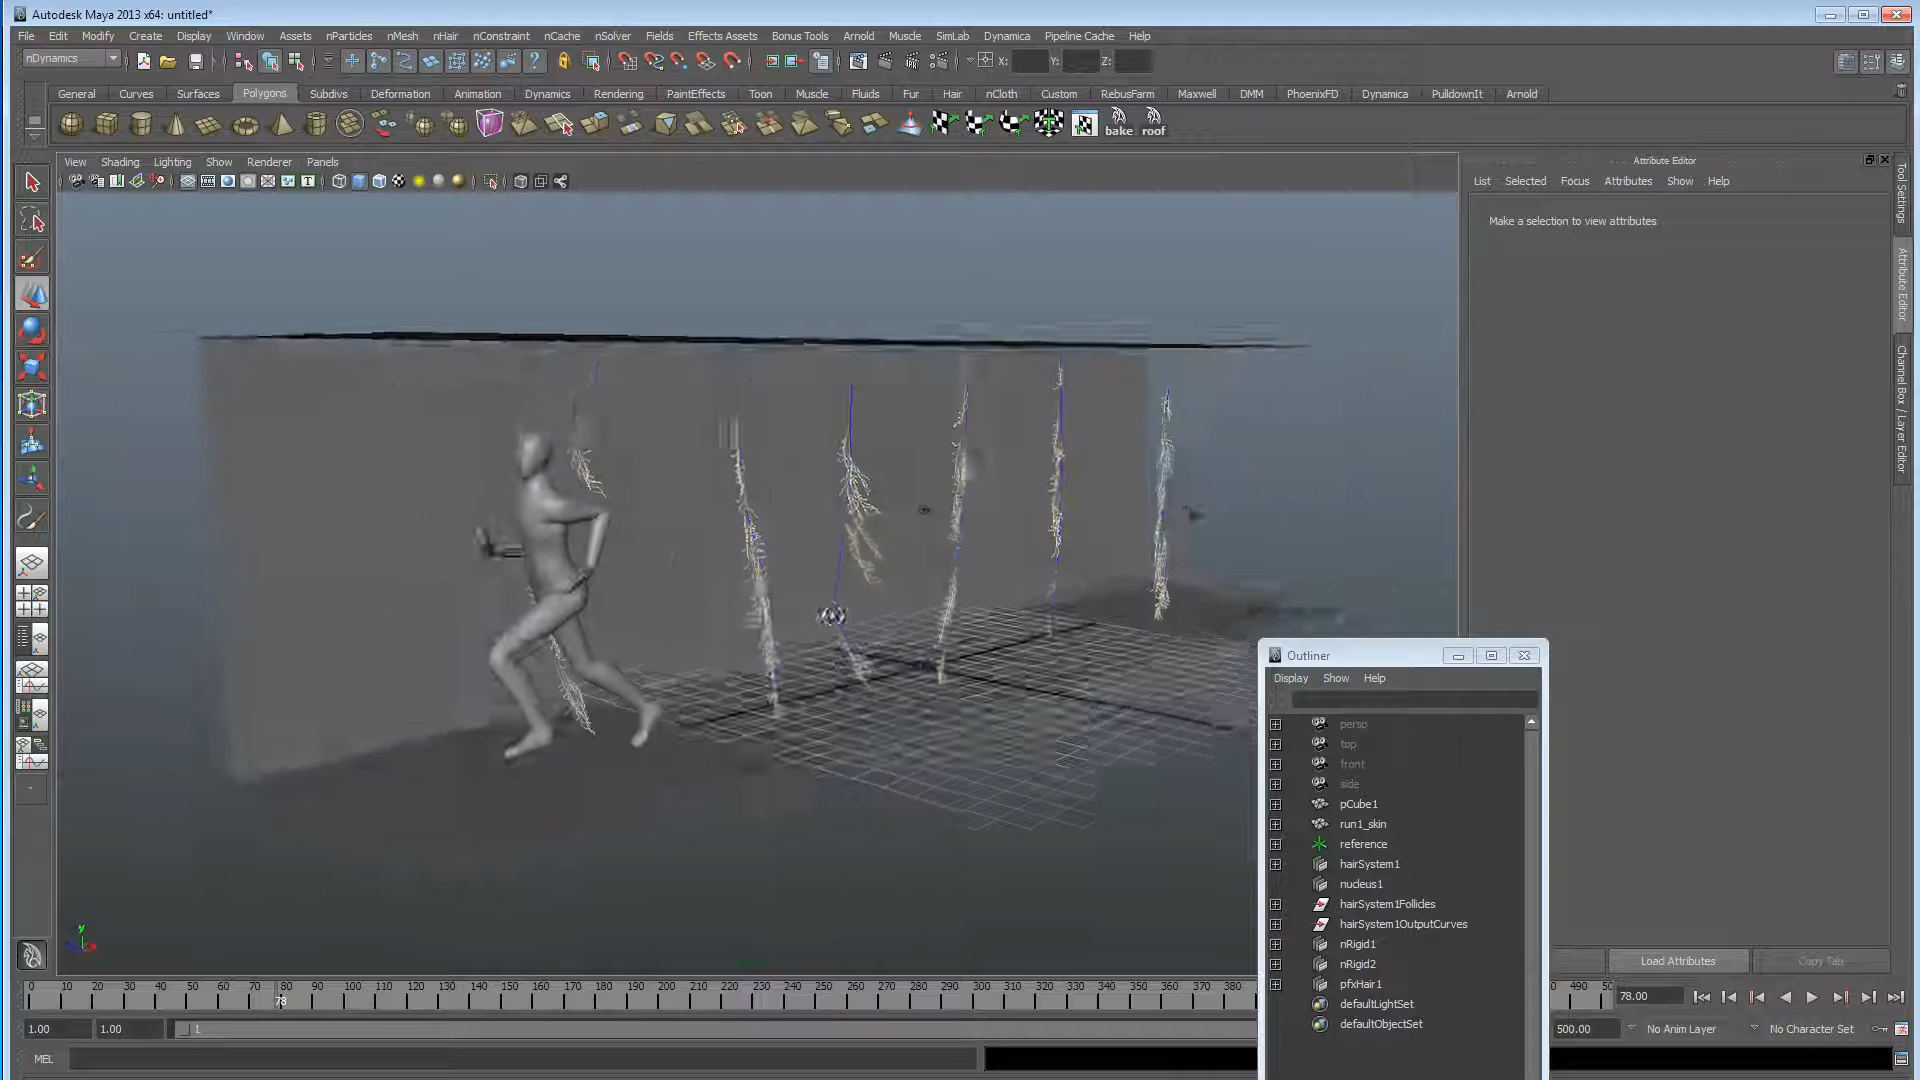 Autodesk Maya 2013 x64: untitled*
File Edit Modify Create Display Window Assets nParticles nMesh nHair nConstraint nCache nSolver Fields Effects Assets Bonus Tools Arnold Muscle SimLab Dynamica Pipeline Cache Help
nDynamics X: Y: Z:
General Curves Surfaces Polygons Subdivs Deformation Animation Dynamics Rendering PaintEffects Toon Muscle Fluids Fur Hair nCloth Custom RebusFarm Maxwell DMM PhoenixFD Dynamica PulldownIt Arnold
bake roof
View Shading Lighting Show Renderer Panels
Attribute Editor
List Selected Focus Attributes Show Help
Make a selection to view attributes
Tool Settings
Attribute Editor
Channel Box / Layer Editor
Outliner
Display Show Help
persp
top
front
side
pCube1
run1_skin
reference
hairSystem1
nucleus1
hairSystem1Follicles
hairSystem1OutputCurves
nRigid1
nRigid2
pfxHair1
defaultLightSet
defaultObjectSet
y
Load Attributes Copy Tab
0 10 20 30 40 50 60 70 80 90 100 110 120 130 140 150 160 170 180 190 200 210 220 230 240 250 260 270 280 290 300 310 320 330 340 350 360 370 380 490
78
78.00
1.00 1.00 1 500.00 No Anim Layer No Character Set
MEL